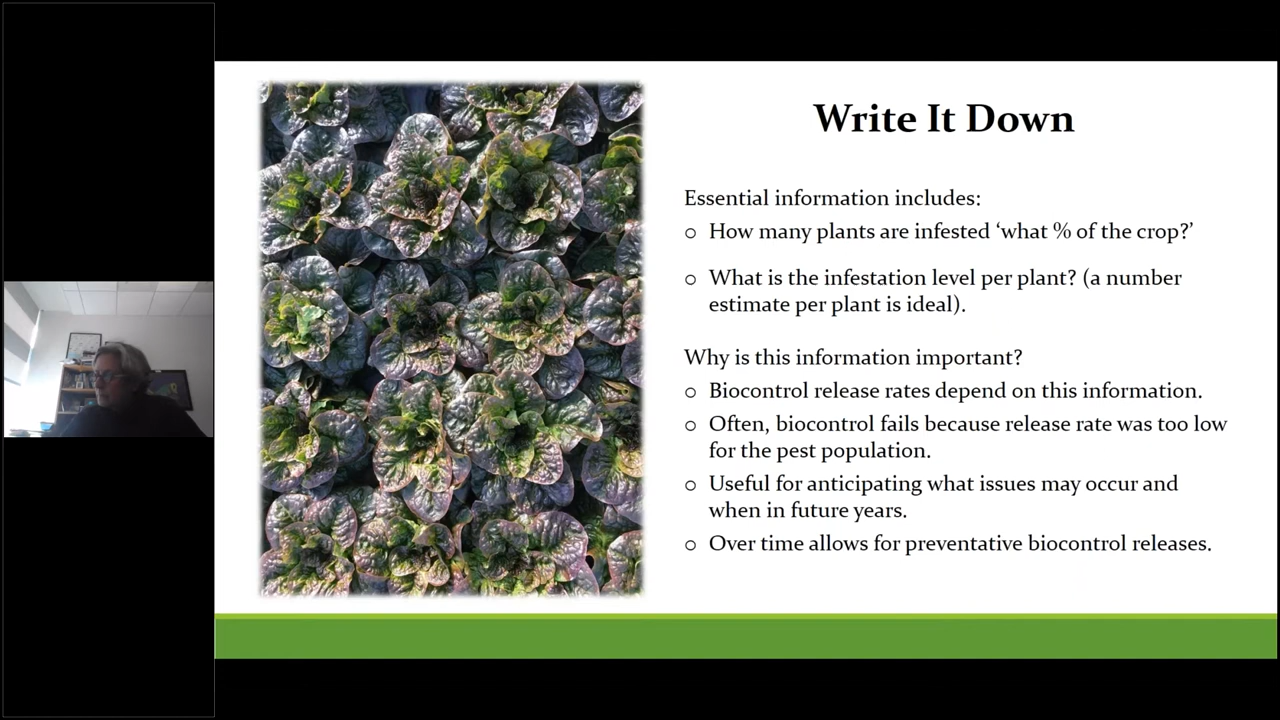 Write It Down
Essential information includes:
o How many plants are infested ‘what % of the crop?’
o What is the infestation level per plant? (a number
estimate per plant is ideal).
Why is this information important?
o Biocontrol release rates depend on this information.
o Often, biocontrol fails because release rate was too low
for the pest population.
o Useful for anticipating what issues may occur and
when in future years.
o Over time allows for preventative biocontrol releases.